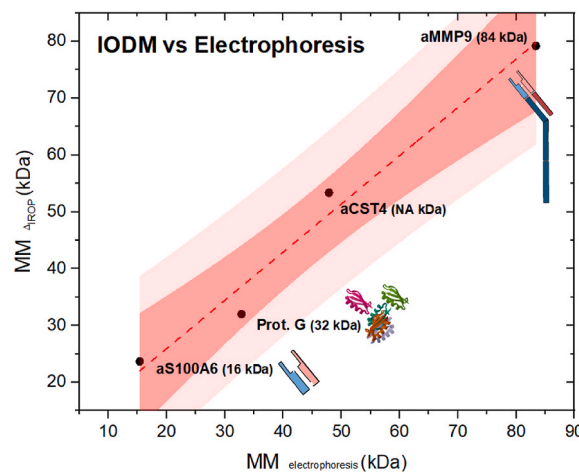 IODM vs Electrophoresis
aMMP9 (84 kDa)
aCST4 (NA kDa)
Prot. G (32 kDa)
aS100A6 (16 kDa)
MM ΔIROP (kDa)
80
70
60
50
40
30
20
10 20 30 40 50 60 70 80 90
MM electrophoresis (kDa)